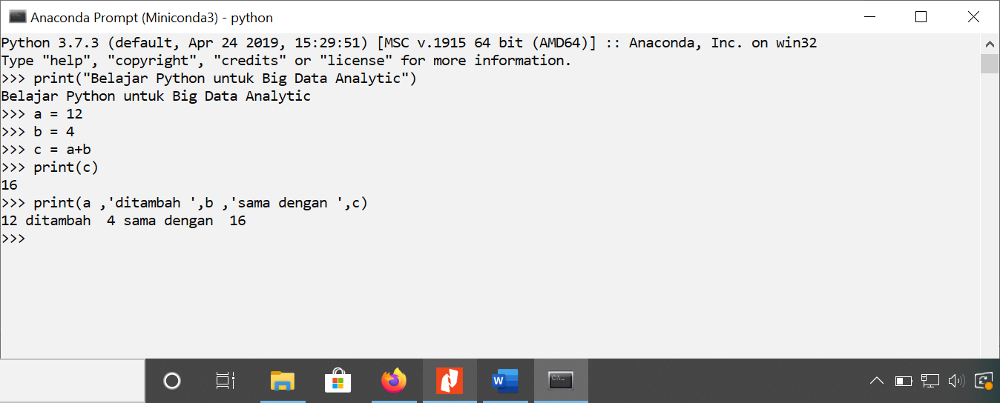 Anaconda Prompt (Miniconda3) - python
Python 3.7.3 (default, Apr 24 2019, 15:29:51) [MSC v.1915 64 bit (AMD64)] :: Anaconda, Inc. on win32
Type "help", "copyright", "credits" or "license" for more information.
>>> print("Belajar Python untuk Big Data Analytic")
Belajar Python untuk Big Data Analytic
>>> a = 12
>>> b = 4
>>> c = a+b
>>> print(c)
16
>>> print(a ,'ditambah ',b ,'sama dengan ',c)
12 ditambah  4 sama dengan  16
>>>